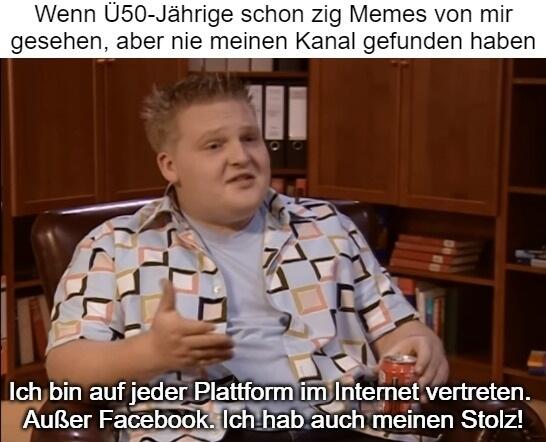 Wenn Ü50-Jährige schon zig Memes von mir
gesehen, aber nie meinen Kanal gefunden haben
Ich bin auf jeder Plattform im Internet vertreten.
Außer Facebook. Ich hab auch meinen Stolz!